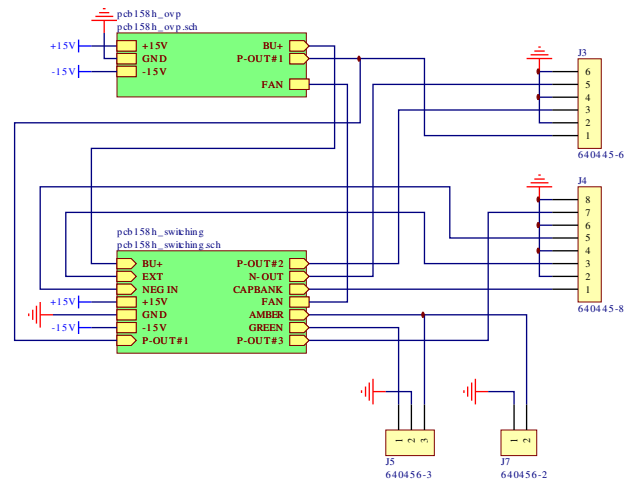 pcb158h_ovp
pcb158h_ovp.sch
+15V
+15V
BU+
GND
P-OUT#1
-15V
-15V
FAN
J3
6
5
4
3
2
1
640445-6
J4
8
7
6
5
4
3
2
1
640445-8
pcb158h_switching
pcb158h_switching.sch
BU+
P-OUT#2
EXT
N-OUT
NEG IN
CAPBANK
+15V
+15V
FAN
GND
AMBER
-15V
-15V
GREEN
P-OUT#1
P-OUT#3
1
2
3
J5
640456-3
1
2
J7
640456-2